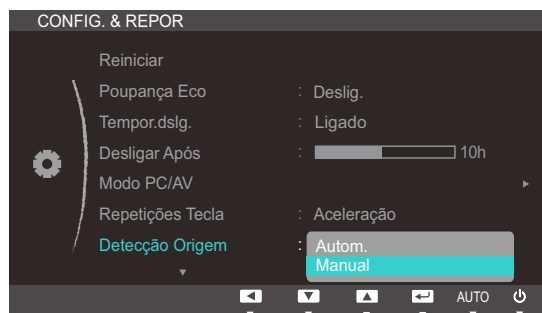 CONFIG. & REPOR
Reiniciar
Poupança Eco : Deslig.
Tempor.dslg. : Ligado
Desligar Após : 10h
Modo PC/AV
Repetições Tecla : Aceleração
Detecção Origem : Autom.
Manual
AUTO